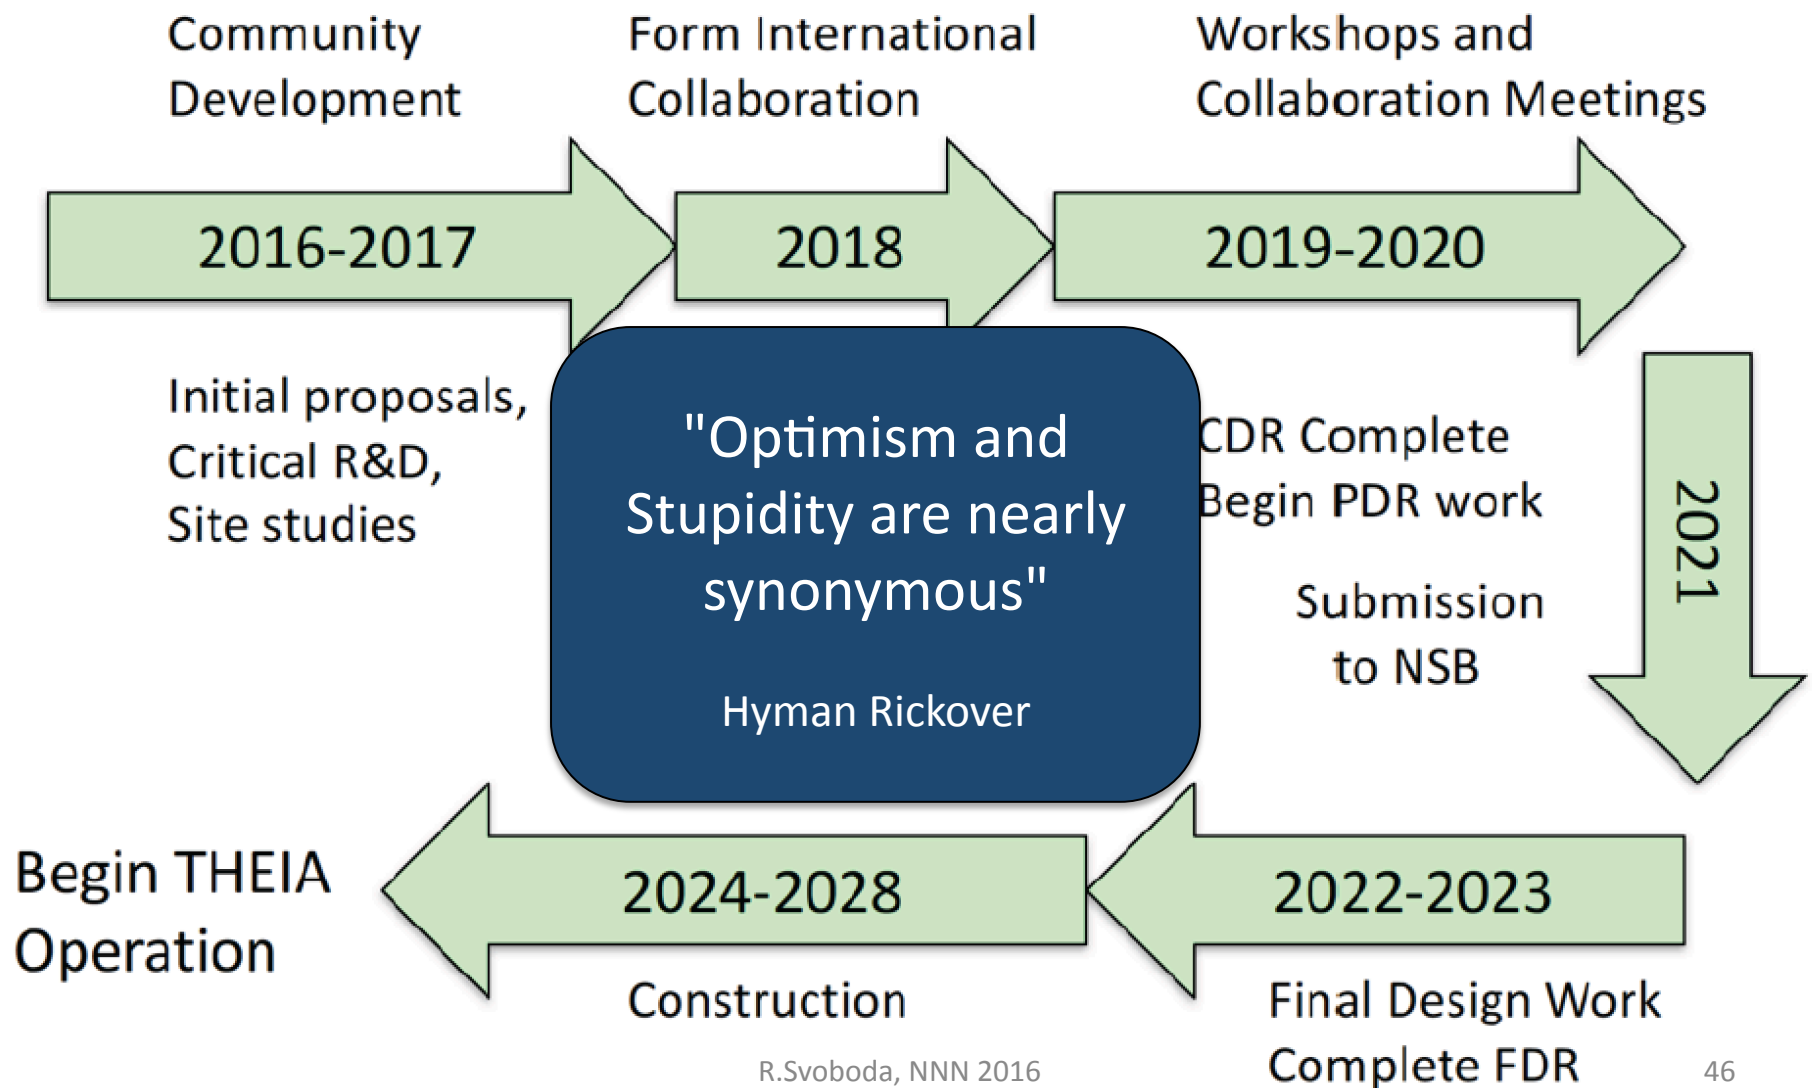 Community
Development
Form International
Collaboration
Workshops and
Collaboration Meetings
2016-2017
2018
2019-2020
Initial proposals,
Critical R&D,
Site studies
"Optimism and
Stupidity are nearly
synonymous"
Hyman Rickover
CDR Complete
Begin PDR work
Submission
to NSB
2021
Begin THEIA
Operation
2024-2028
2022-2023
Construction
Final Design Work
Complete FDR
R.Svoboda, NNN 2016
46